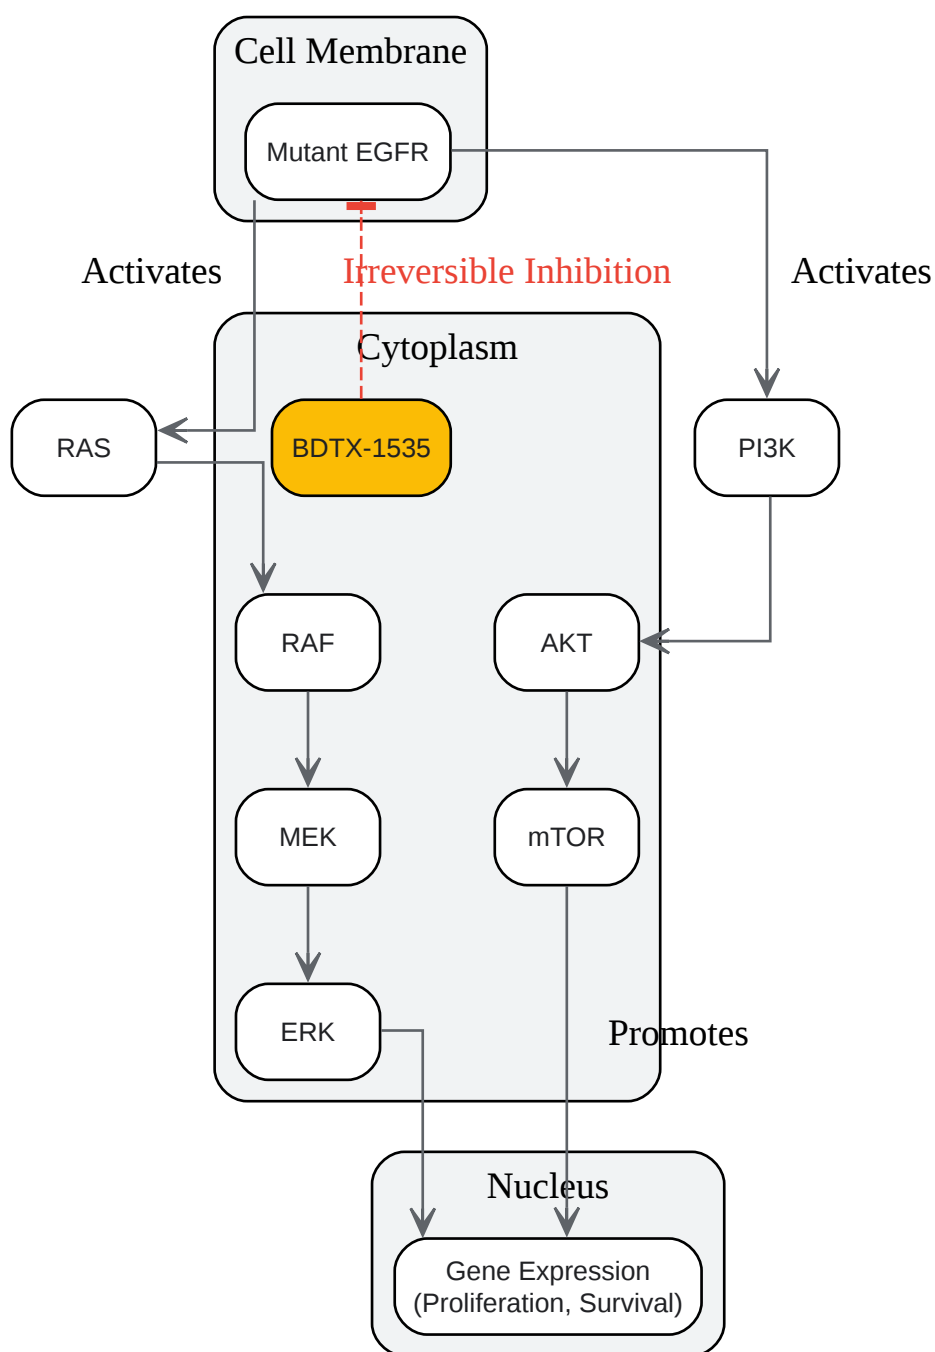 Cell Membrane
Mutant EGFR
Activates
Irreversible Inhibition
Activates
Cytoplasm
RAS
BDTX-1535
PI3K
RAF
AKT
MEK
mTOR
ERK
Promotes
Nucleus
Gene Expression
(Proliferation, Survival)